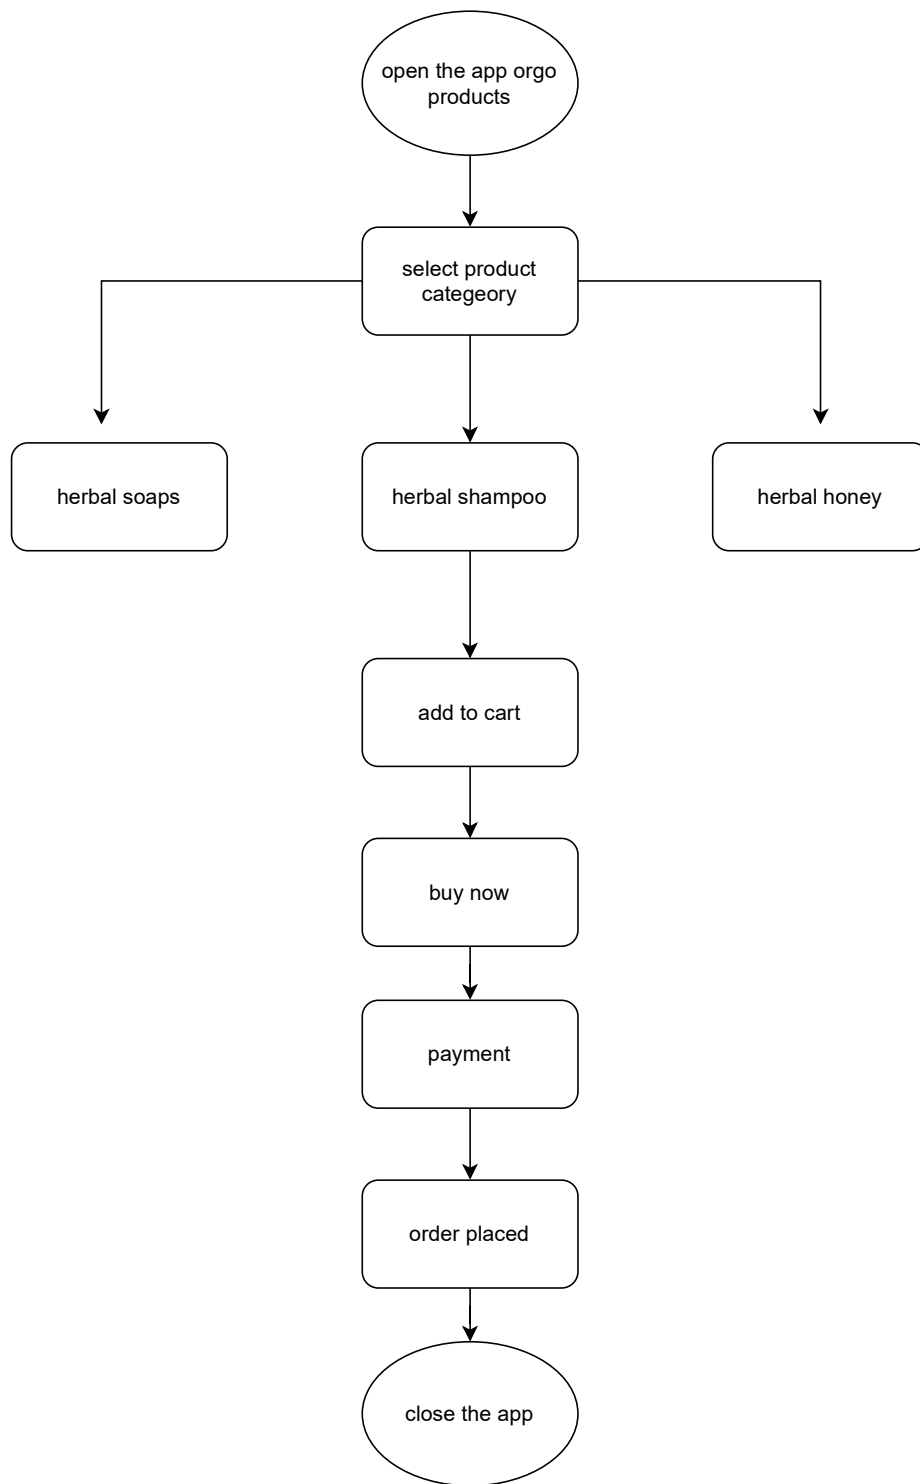 open the app orgo
products
select product
categeory
herbal soaps
herbal shampoo
herbal honey
add to cart
buy now
payment
order placed
close the app